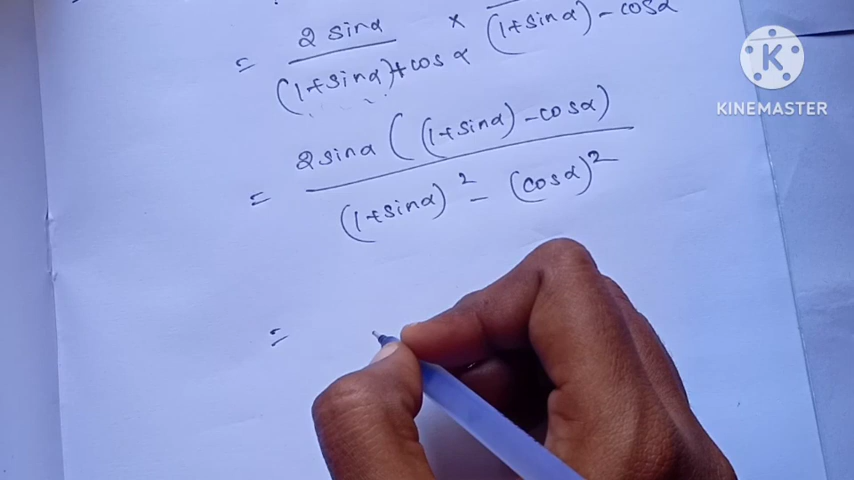 = 2 sinα / (1+sinα)+cosα × / (1+sinα) - cosα
K
KINEMASTER
= 2sinα ((1+sinα) - cosα) / (1+sinα)² - (cosα)²
=